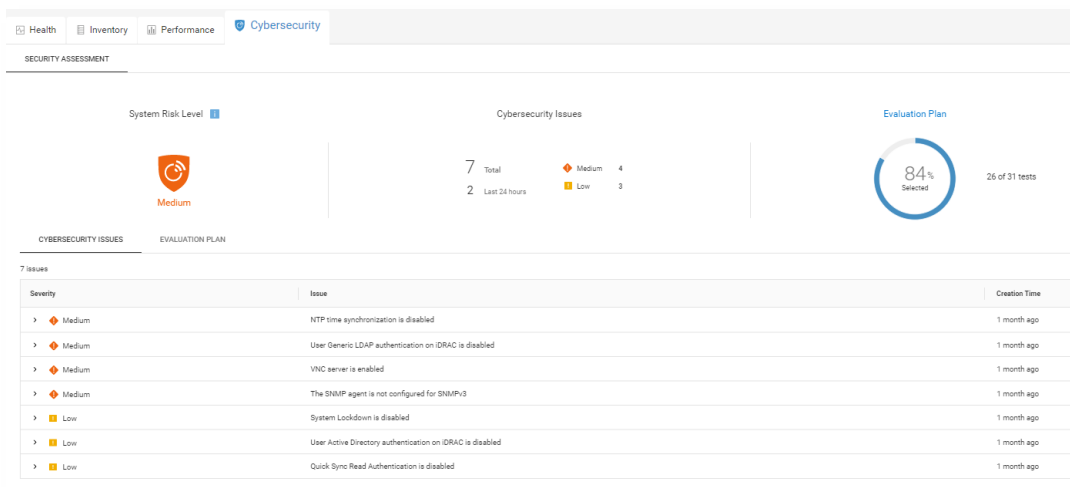 Health Inventory Performance Cybersecurity
SECURITY ASSESSMENT
System Risk Level
Medium
Cybersecurity Issues
7 Total
2 Last 24 hours
Medium 4
Low 3
Evaluation Plan
84%
Selected
26 of 31 tests
CYBERSECURITY ISSUES EVALUATION PLAN
7 issues
Severity Issue Creation Time
Medium NTP time synchronization is disabled 1 month ago
Medium User Generic LDAP authentication on iDRAC is disabled 1 month ago
Medium VNC server is enabled 1 month ago
Medium The SNMP agent is not configured for SNMPv3 1 month ago
Low System Lockdown is disabled 1 month ago
Low User Active Directory authentication on iDRAC is disabled 1 month ago
Low Quick Sync Read Authentication is disabled 1 month ago